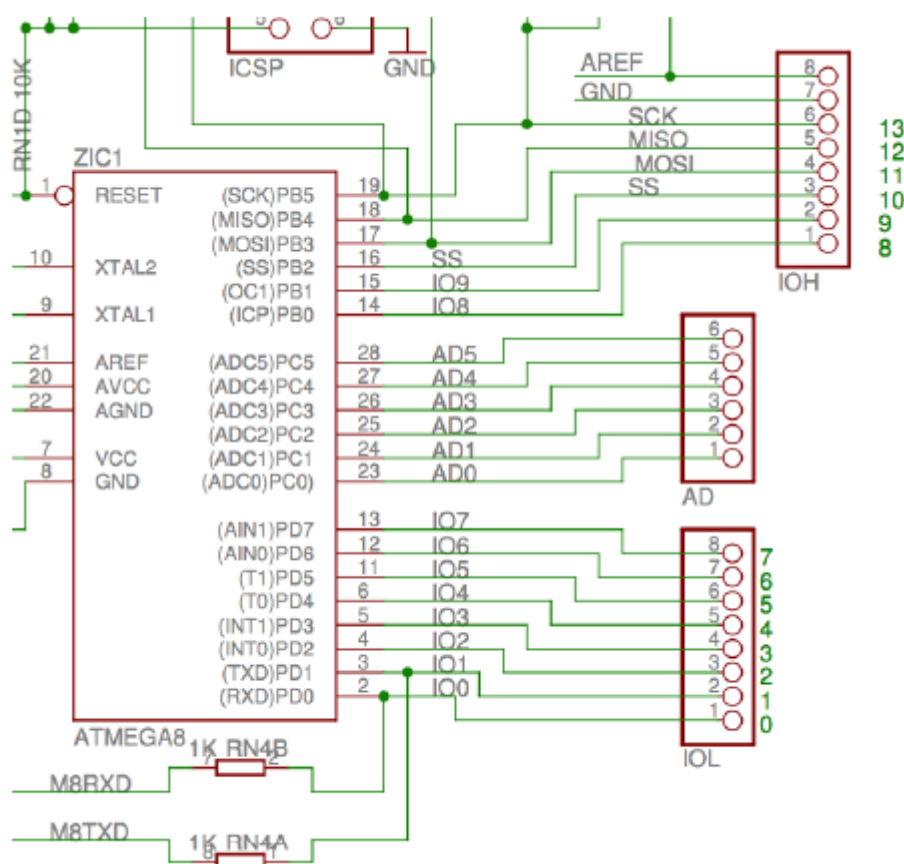 5 6
ICSP
GND
RN1D 10K
AREF 8
GND 7
SCK 6 13
MISO 5 12
MOSI 4 11
SS 3 10
2 9
1 8
IOH
ZIC1
1 RESET (SCK)PB5 19
(MISO)PB4 18
(MOSI)PB3 17
10 XTAL2 (SS)PB2 16 SS
(OC1)PB1 15 IO9
9 XTAL1 (ICP)PB0 14 IO8
21 AREF (ADC5)PC5 28 AD5
20 AVCC (ADC4)PC4 27 AD4
22 AGND (ADC3)PC3 26 AD3
(ADC2)PC2 25 AD2
7 VCC (ADC1)PC1 24 AD1
8 GND (ADC0)PC0) 23 AD0
6
5
4
3
2
1
AD
(AIN1)PD7 13 IO7
(AIN0)PD6 12 IO6
(T1)PD5 11 IO5
(T0)PD4 6 IO4
(INT1)PD3 5 IO3
(INT0)PD2 4 IO2
(TXD)PD1 3 IO1
(RXD)PD0 2 IO0
8 7
7 6
6 5
5 4
4 3
3 2
2 1
1 0
IOL
ATMEGA8
1K RN4B
7 2
M8RXD
M8TXD
1K RN4A
8 1